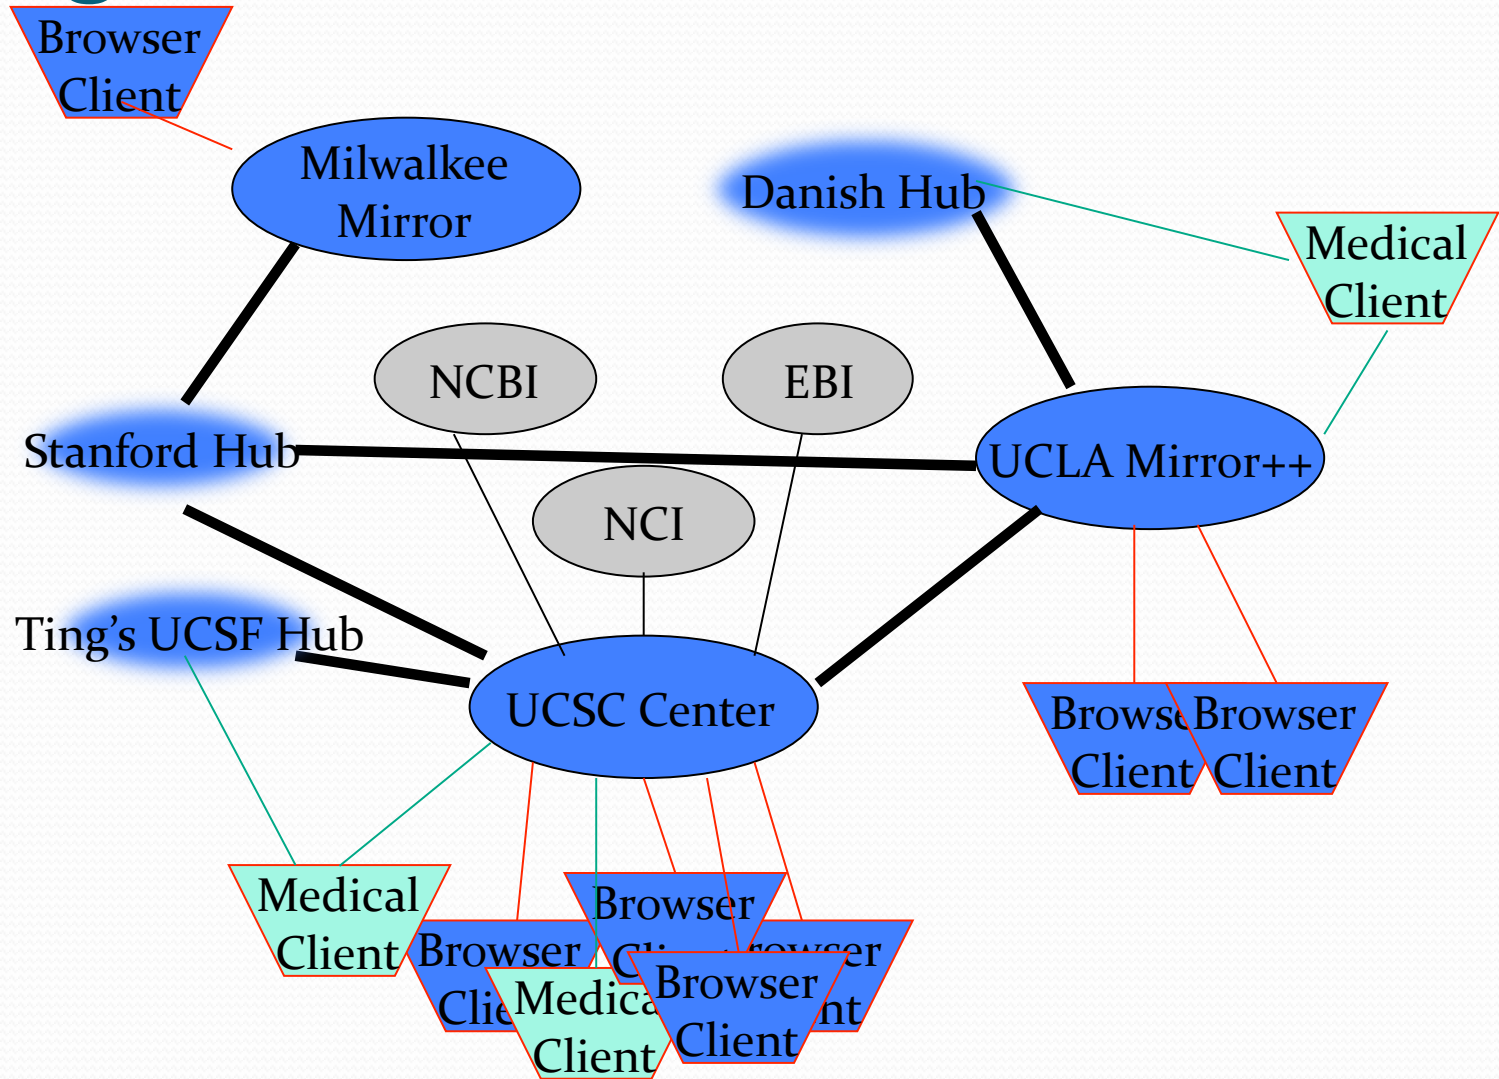 Browser
Client
Milwalkee
Mirror
Danish Hub
Medical
Client
NCBI
EBI
Stanford Hub
UCLA Mirror++
NCI
Ting's UCSF Hub
UCSC Center
Browser
Client
Medical
Client
Browser
Browser
Client
Medical
Client
Browser
Client